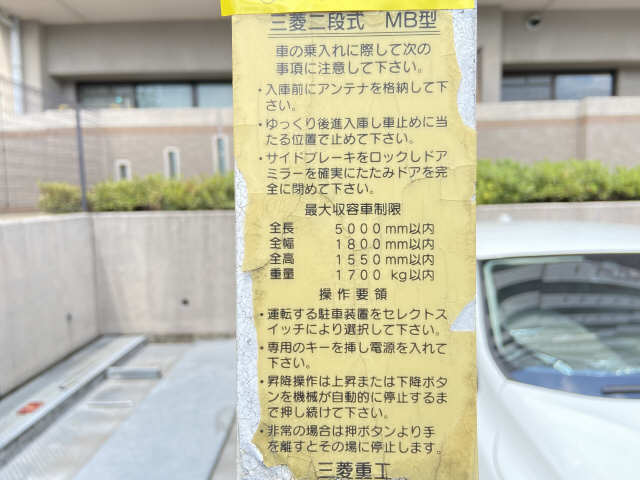 三菱二段式 MB型
車の乗入れに際して次の
事項に注意して下さい。
・入庫前にアンテナを格納して下
さい。
・ゆっくり後進入庫し車止めに当
たる位置で止めて下さい。
・サイドブレーキをロックしドア
ミラーを確実にたたみドアを完
全に閉めて下さい。
最大収容車制限
全長 5000mm以内
全幅 1800mm以内
全高 1550mm以内
重量 1700 kg以内
操作要領
・運転する駐車装置をセレクトス
イッチにより選択して下さい。
・専用のキーを挿し電源を入れて
下さい。
・昇降操作は上昇または下降ボタ
ンを機械が自動的に停止するま
で押し続けて下さい。
・非常の場合は押ボタンより手
を離すとその場に停止します。
三菱重工